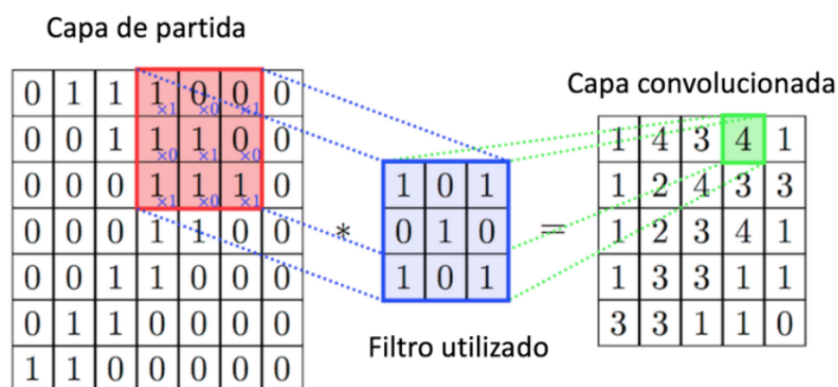 Capa de partida
0 1 1 1×1 0×0 0×1 0
0 0 1 1×0 1×1 0×0 0
0 0 0 1×1 1×0 1×1 0
0 0 0 1 1 0 0
0 0 1 1 0 0 0
0 1 1 0 0 0 0
1 1 0 0 0 0 0
*
1 0 1
0 1 0
1 0 1
Filtro utilizado
=
Capa convolucionada
1 4 3 4 1
1 2 4 3 3
1 2 3 4 1
1 3 3 1 1
3 3 1 1 0